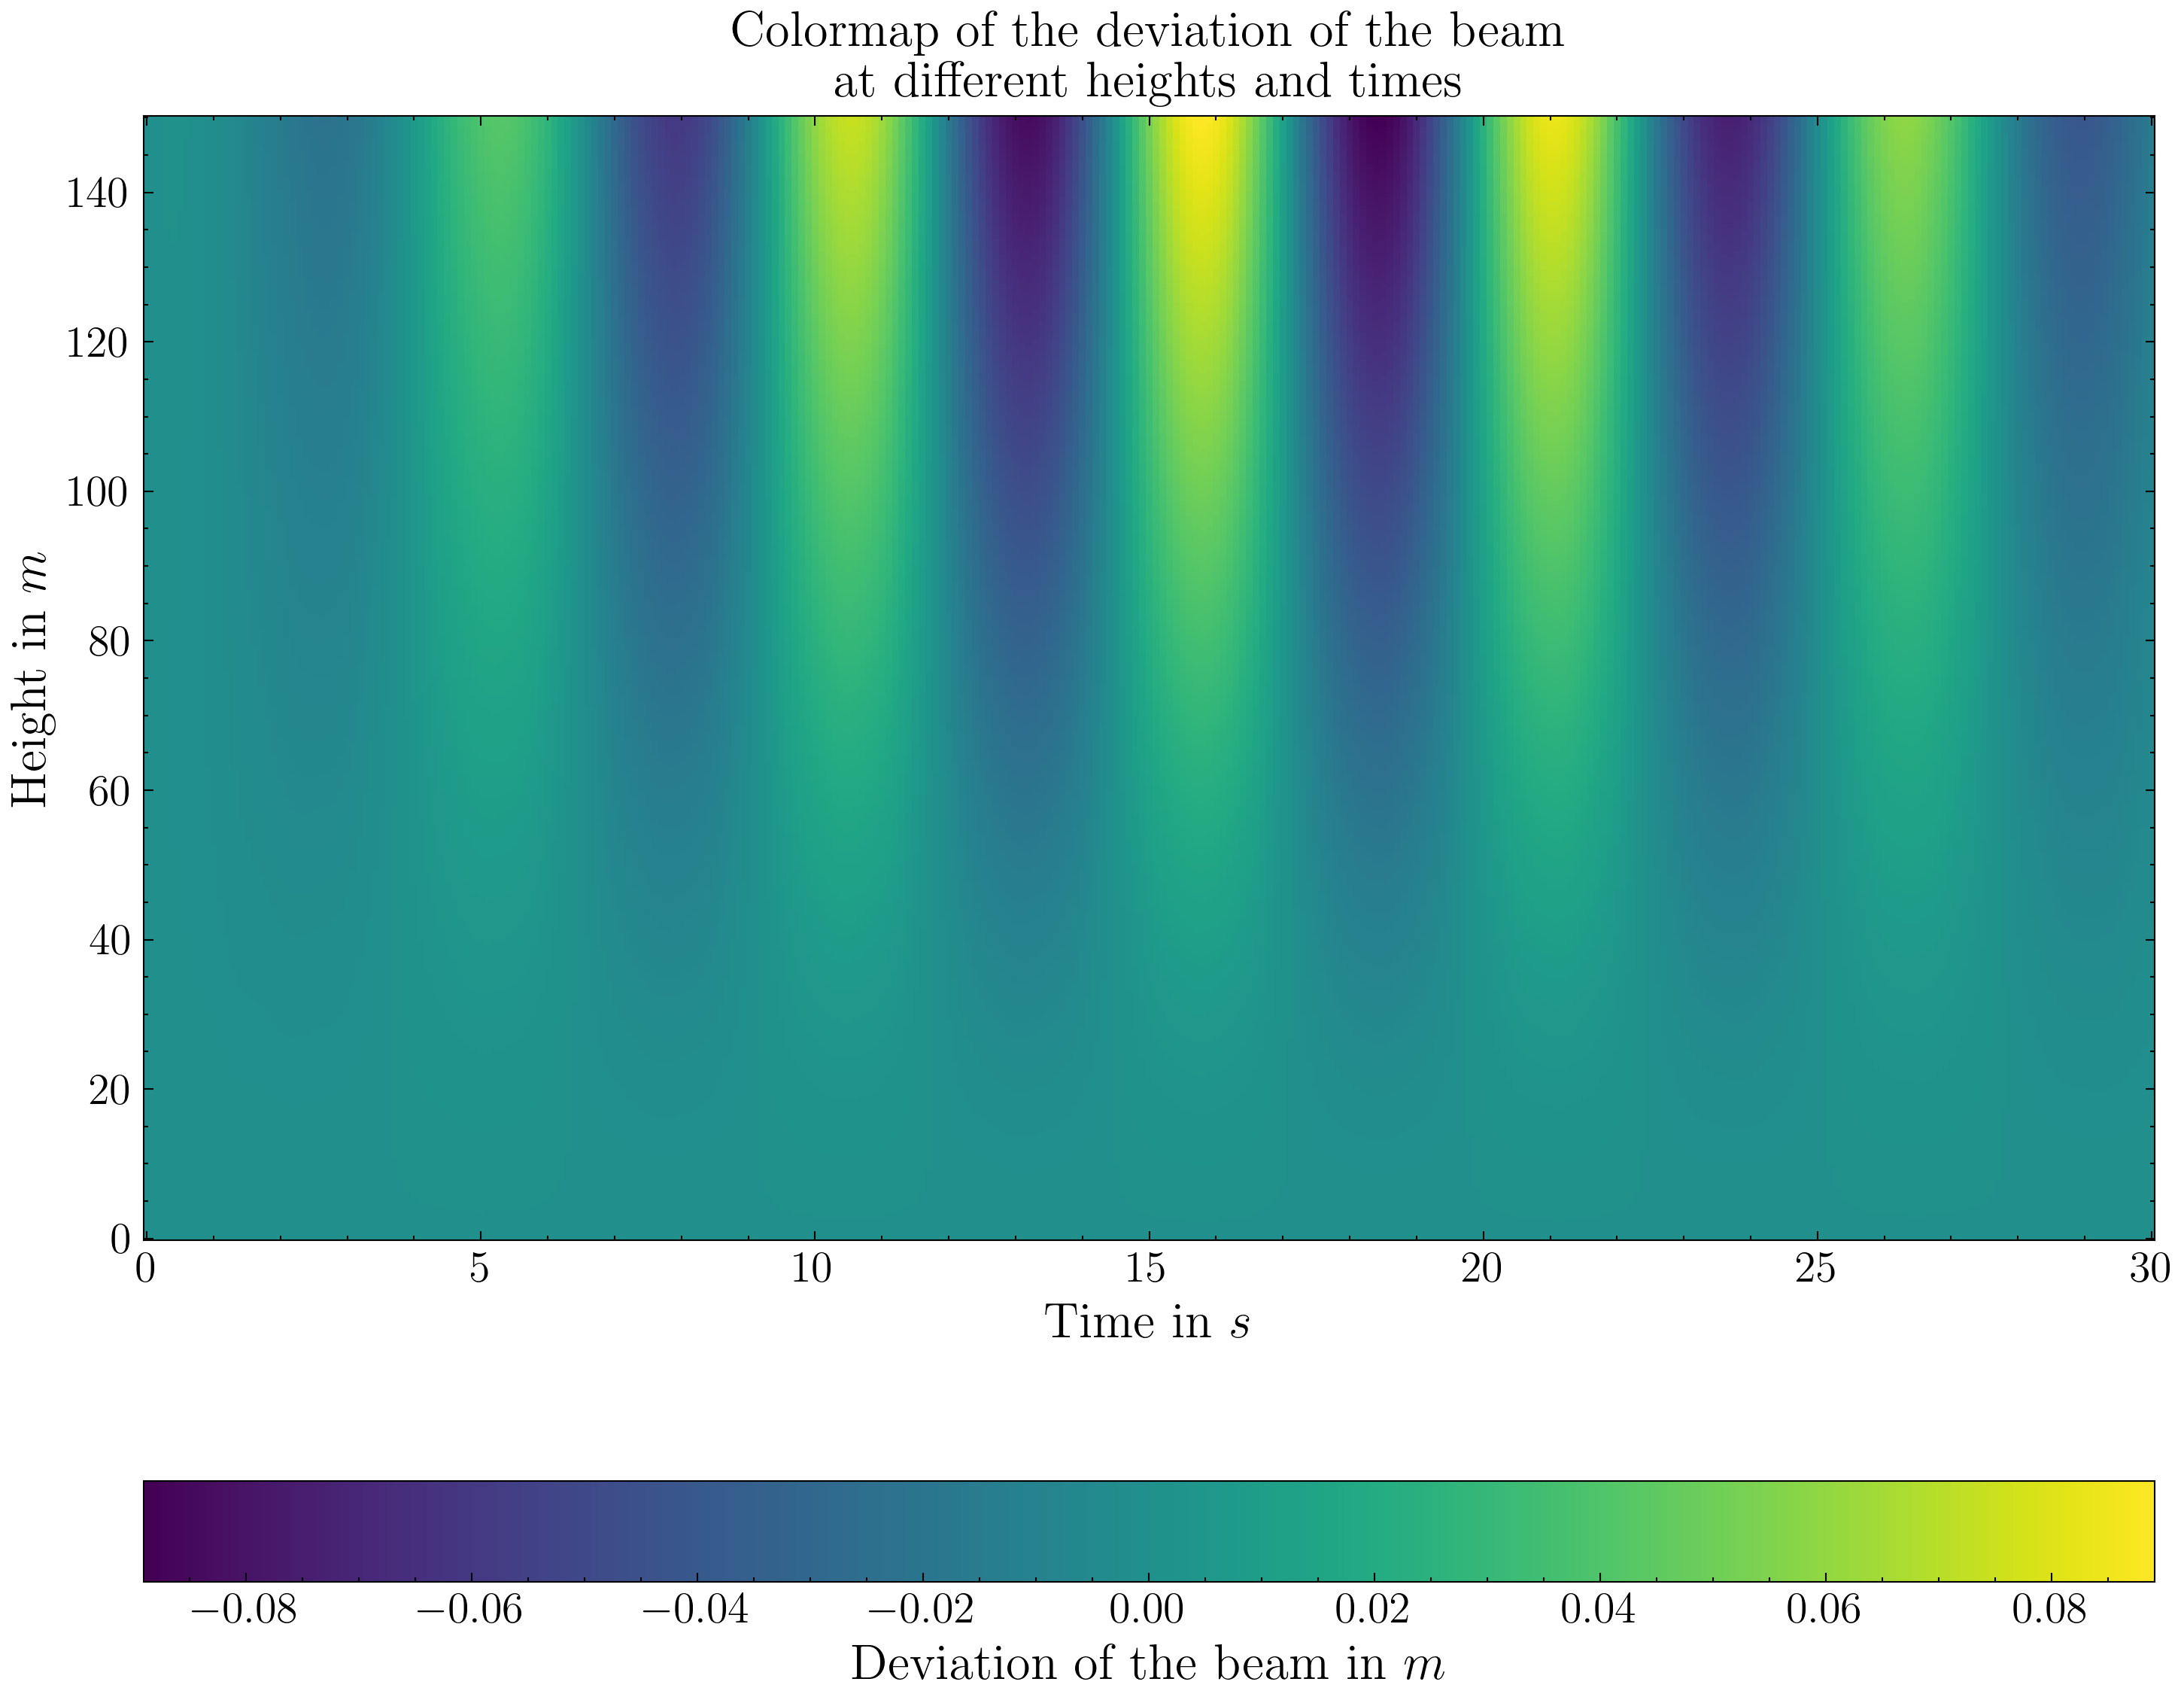 Colormap of the deviation of the beam
at different heights and times
140
120
100
80
60
40
20
0
Height in m
0 5 10 15 20 25 30
Time in s
−0.08 −0.06 −0.04 −0.02 0.00 0.02 0.04 0.06 0.08
Deviation of the beam in m